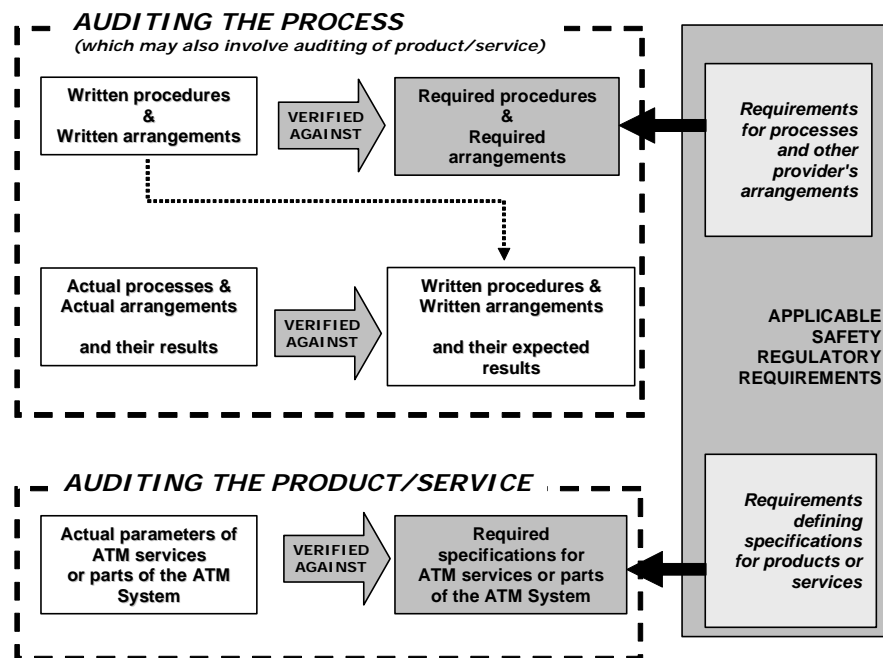 AUDITING THE PROCESS
(which may also involve auditing of product/service)
Written procedures
&
Written arrangements
VERIFIED
AGAINST
Required procedures
&
Required
arrangements
Requirements
for processes
and other
provider's
arrangements
Actual processes &
Actual arrangements
and their results
VERIFIED
AGAINST
Written procedures &
Written arrangements
and their expected
results
APPLICABLE
SAFETY
REGULATORY
REQUIREMENTS
AUDITING THE PRODUCT/SERVICE
Actual parameters of
ATM services
or parts of the ATM
System
VERIFIED
AGAINST
Required
specifications for
ATM services or parts
of the ATM System
Requirements
defining
specifications
for products or
services